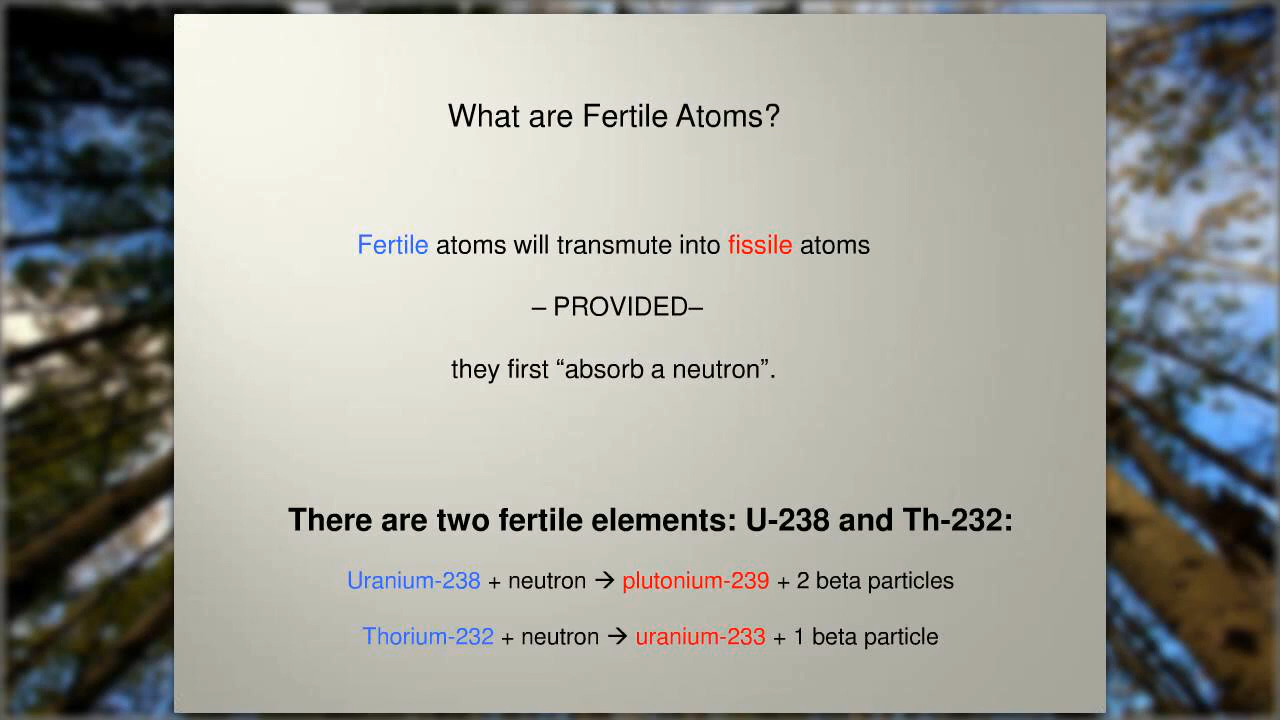 What are Fertile Atoms?
Fertile atoms will transmute into fissile atoms
– PROVIDED–
they first “absorb a neutron”.
There are two fertile elements: U-238 and Th-232:
Uranium-238 + neutron → plutonium-239 + 2 beta particles
Thorium-232 + neutron → uranium-233 + 1 beta particle